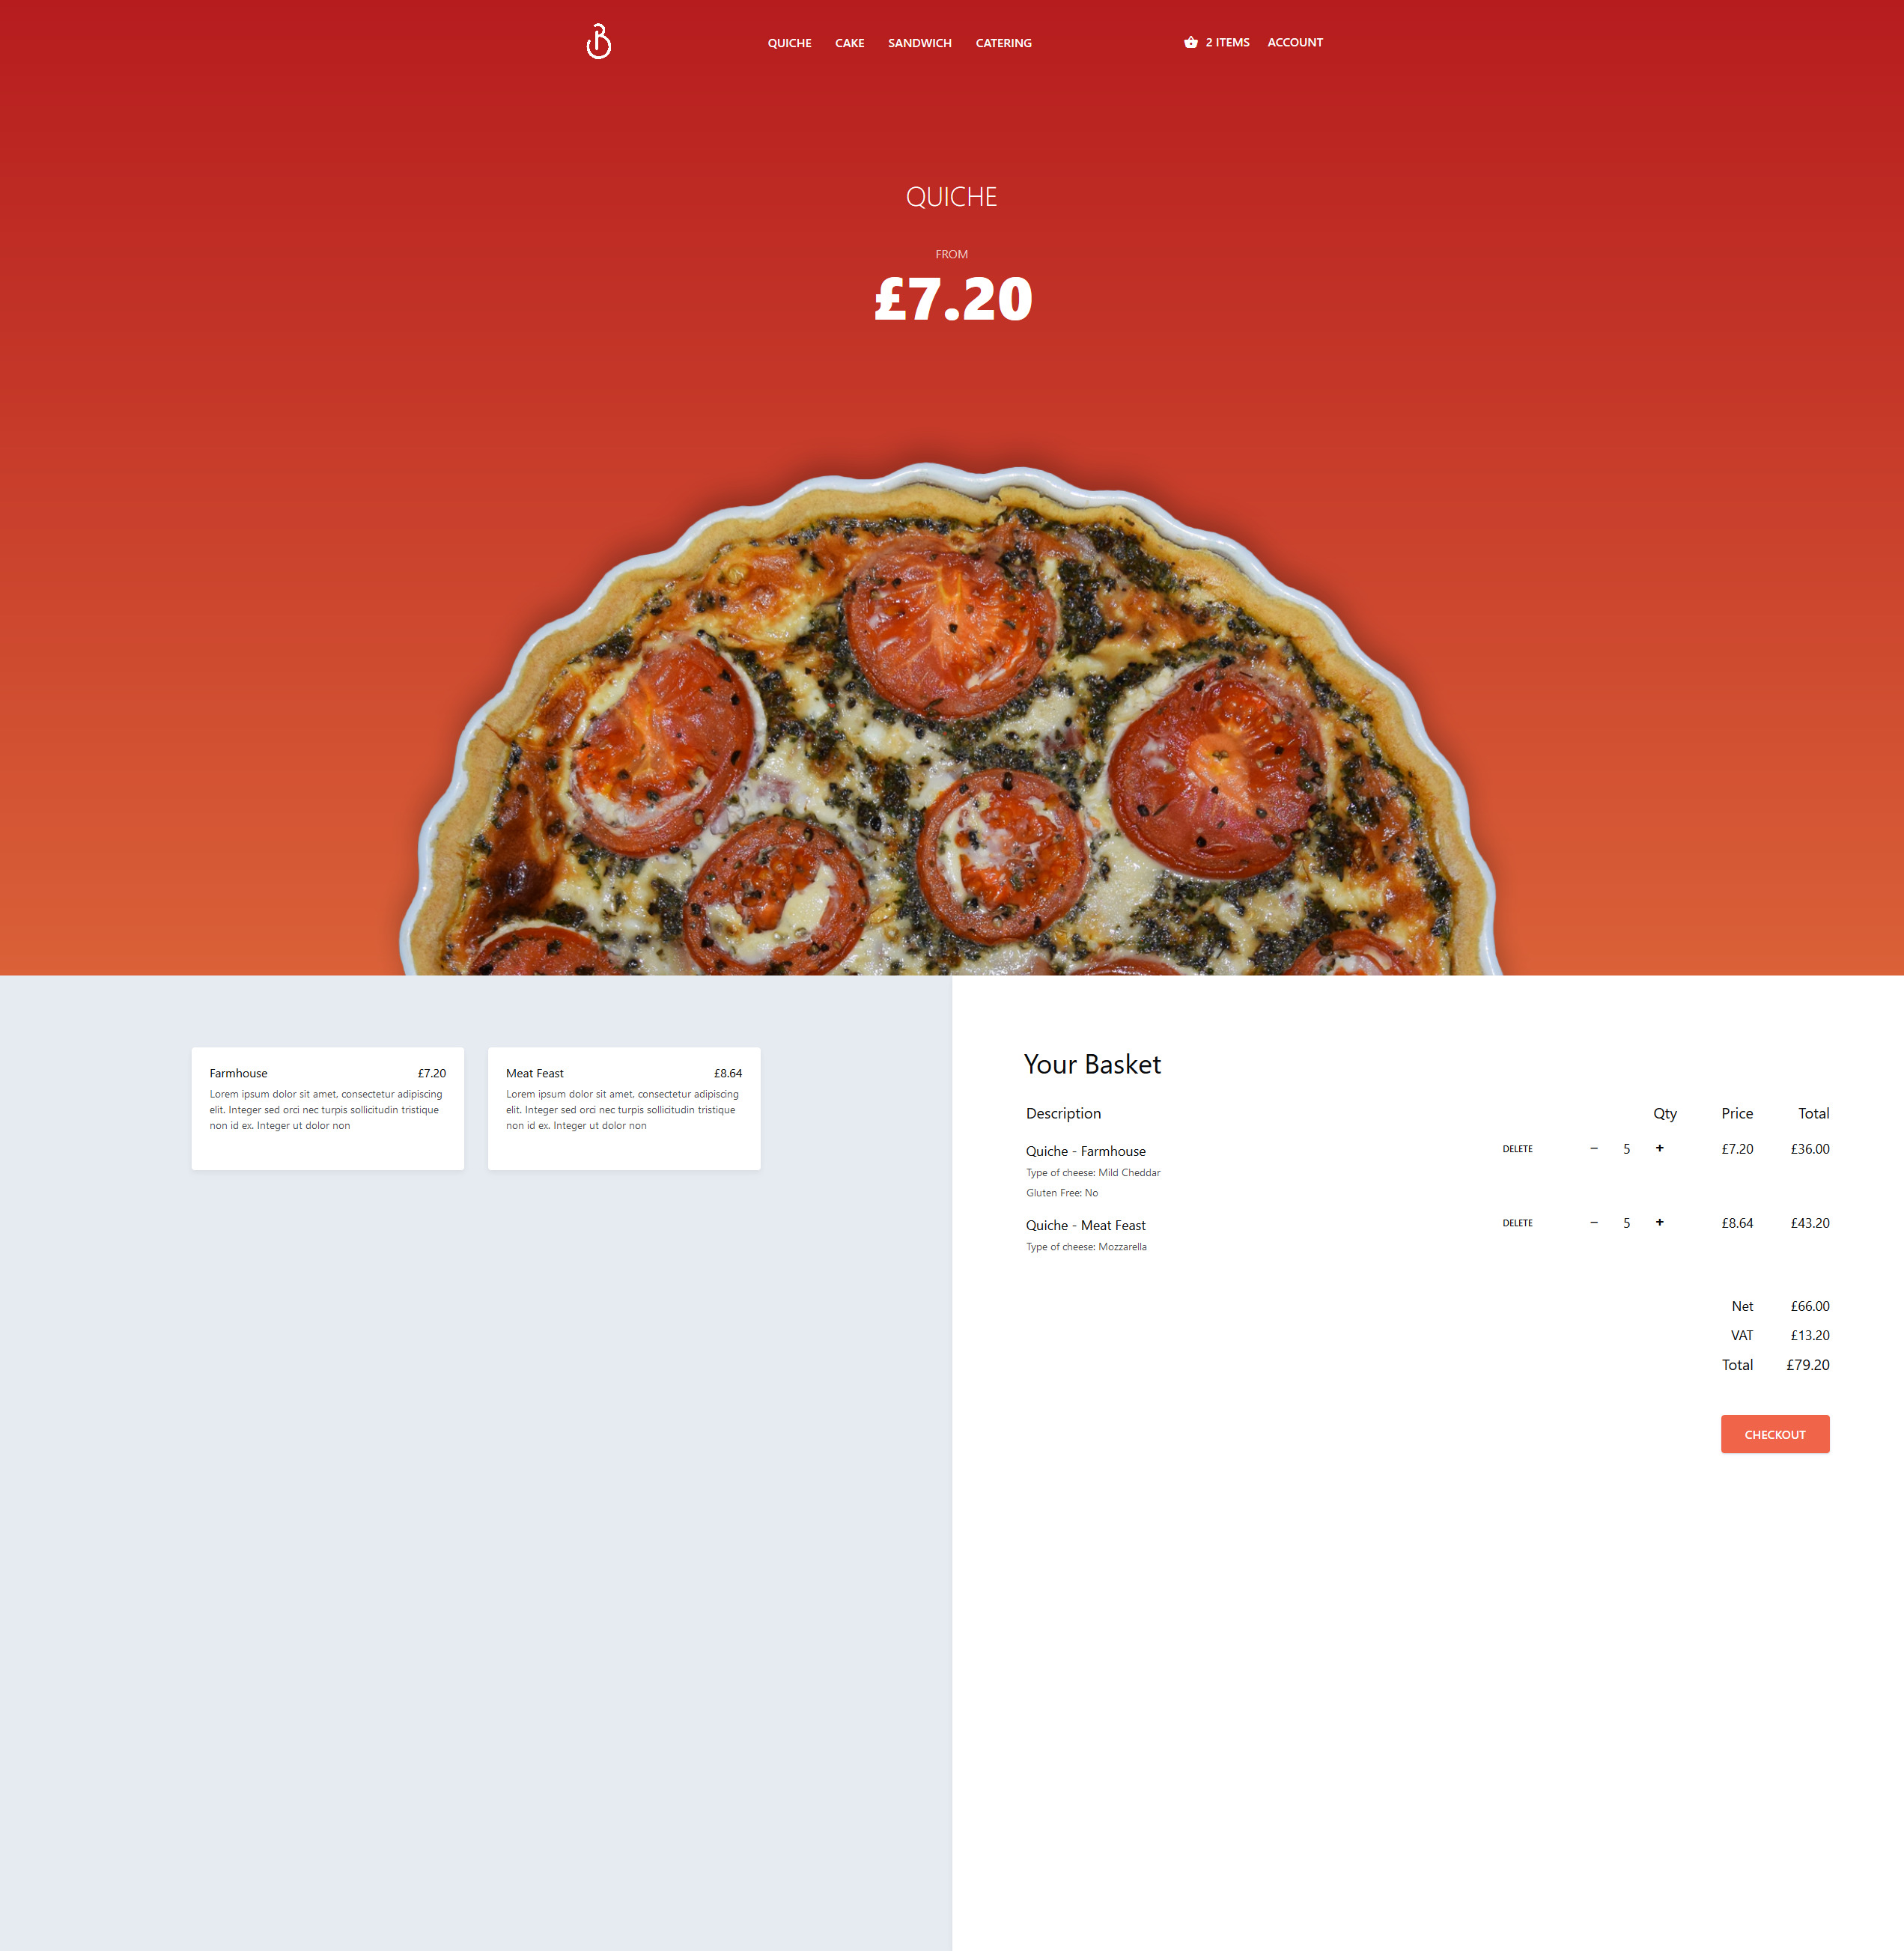 B
QUICHE CAKE SANDWICH CATERING
2 ITEMS ACCOUNT
QUICHE
FROM
£7.20
Farmhouse £7.20
Lorem ipsum dolor sit amet, consectetur adipiscing
elit. Integer sed orci nec turpis sollicitudin tristique
non id ex. Integer ut dolor non
Meat Feast £8.64
Lorem ipsum dolor sit amet, consectetur adipiscing
elit. Integer sed orci nec turpis sollicitudin tristique
non id ex. Integer ut dolor non
Your Basket
Description Qty Price Total
Quiche - Farmhouse DELETE − 5 + £7.20 £36.00
Type of cheese: Mild Cheddar
Gluten Free: No
Quiche - Meat Feast DELETE − 5 + £8.64 £43.20
Type of cheese: Mozzarella
Net £66.00
VAT £13.20
Total £79.20
CHECKOUT